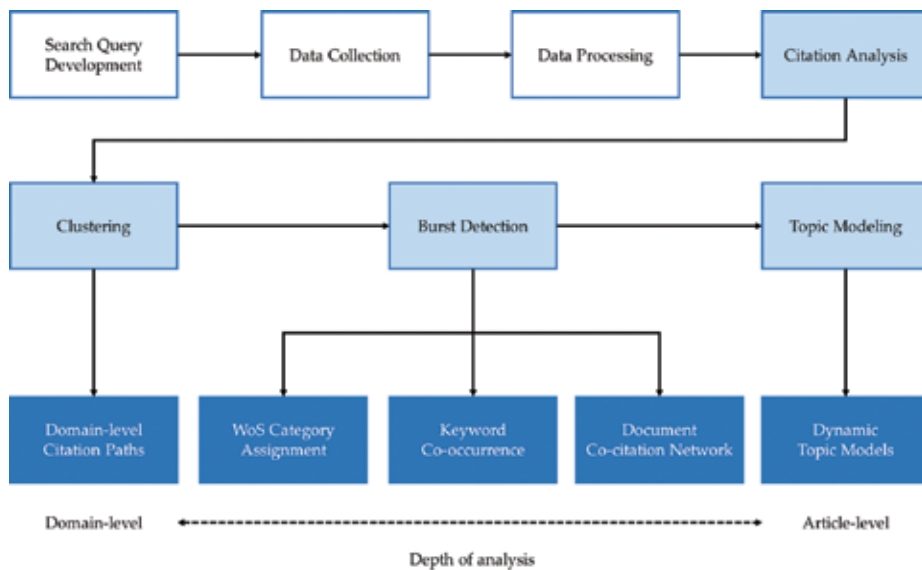 Search Query
Development
Data Collection
Data Processing
Citation Analysis
Clustering
Burst Detection
Topic Modeling
Domain-level
Citation Paths
WoS Category
Assignment
Keyword
Co-occurrence
Document
Co-citation Network
Dynamic
Topic Models
Domain-level
Article-level
Depth of analysis